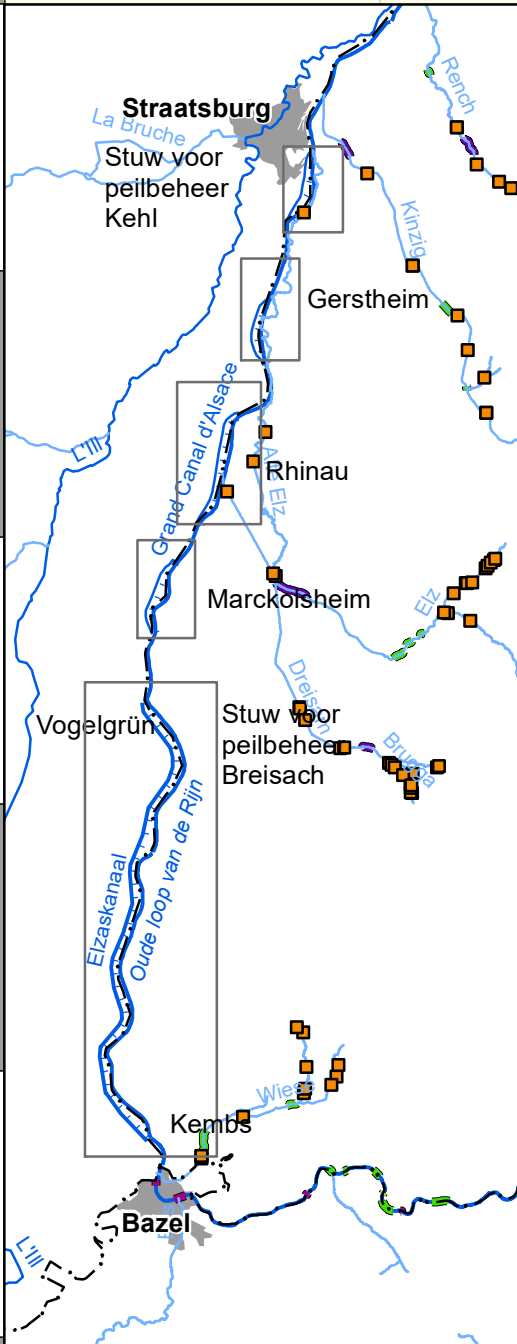 Rench
Straatsburg
La Bruche
Stuw voor
peilbeheer
Kehl
Kinzig
Gerstheim
Grand Canal d'Alsace
L'Ill
Rhinau
Alte Elz
Marckolsheim
Elz
Dreisam
Vogelgrün
Stuw voor
peilbeheer
Breisach
Brugga
Elzaskanaal
Oude loop van de Rijn
Wiese
Kembs
Bazel
L'Ill